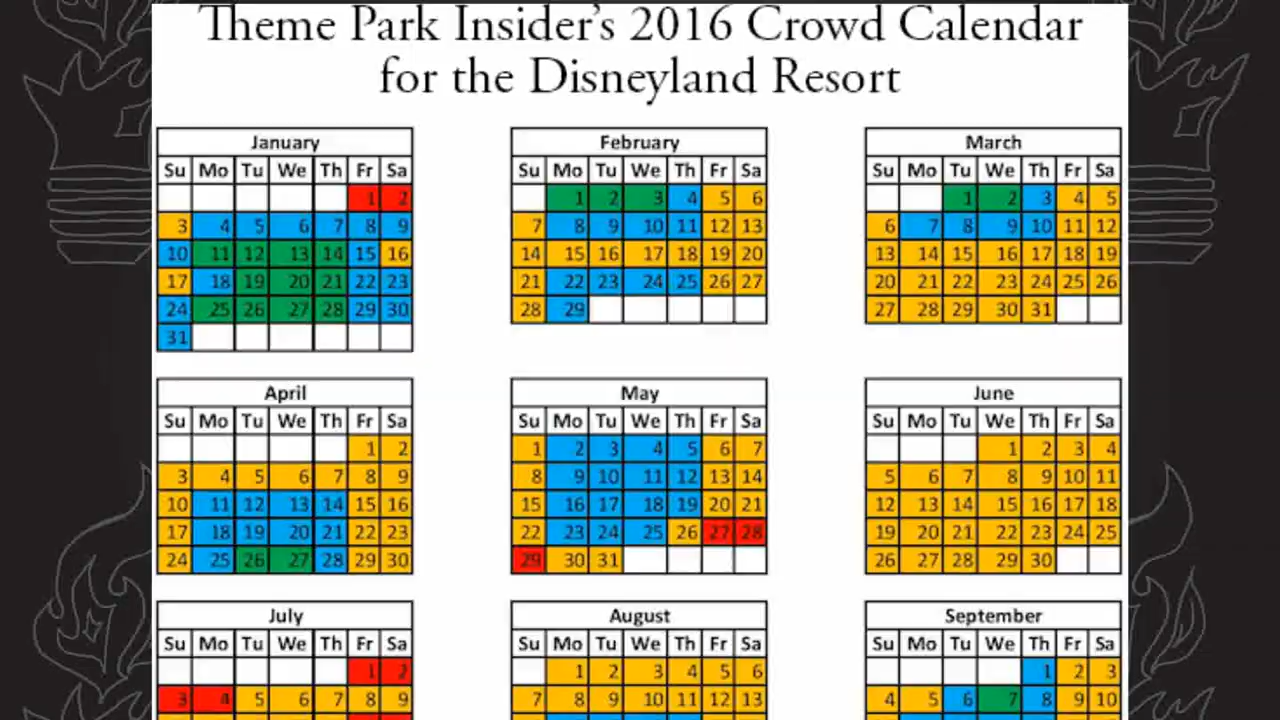 Theme Park Insider's 2016 Crowd Calendar
for the Disneyland Resort
January
Su Mo Tu We Th Fr Sa
1 2
3 4 5 6 7 8 9
10 11 12 13 14 15 16
17 18 19 20 21 22 23
24 25 26 27 28 29 30
31
February
Su Mo Tu We Th Fr Sa
1 2 3 4 5 6
7 8 9 10 11 12 13
14 15 16 17 18 19 20
21 22 23 24 25 26 27
28 29
March
Su Mo Tu We Th Fr Sa
1 2 3 4 5
6 7 8 9 10 11 12
13 14 15 16 17 18 19
20 21 22 23 24 25 26
27 28 29 30 31
April
Su Mo Tu We Th Fr Sa
1 2
3 4 5 6 7 8 9
10 11 12 13 14 15 16
17 18 19 20 21 22 23
24 25 26 27 28 29 30
May
Su Mo Tu We Th Fr Sa
1 2 3 4 5 6 7
8 9 10 11 12 13 14
15 16 17 18 19 20 21
22 23 24 25 26 27 28
29 30 31
June
Su Mo Tu We Th Fr Sa
1 2 3 4
5 6 7 8 9 10 11
12 13 14 15 16 17 18
19 20 21 22 23 24 25
26 27 28 29 30
July
Su Mo Tu We Th Fr Sa
1 2
3 4 5 6 7 8 9
August
Su Mo Tu We Th Fr Sa
1 2 3 4 5 6
7 8 9 10 11 12 13
September
Su Mo Tu We Th Fr Sa
1 2 3
4 5 6 7 8 9 10